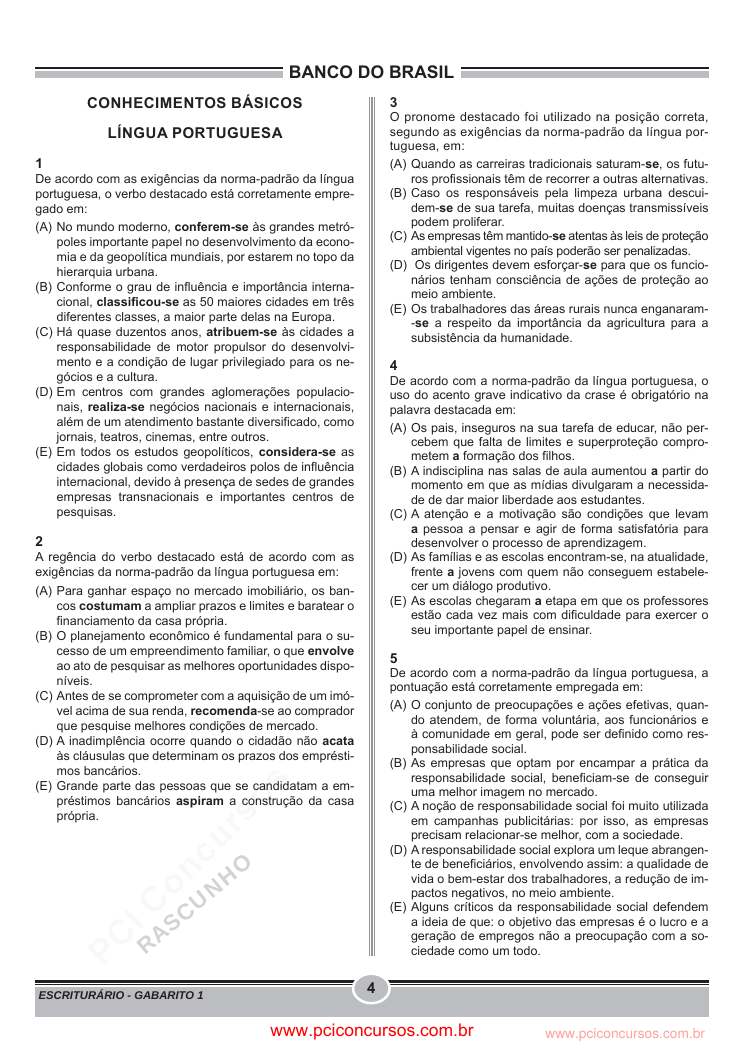 BANCO DO BRASIL
CONHECIMENTOS BÁSICOS
LÍNGUA PORTUGUESA
1
De acordo com as exigências da norma-padrão da língua
portuguesa, o verbo destacado está corretamente empre-
gado em:
(A) No mundo moderno, conferem-se às grandes metró-
poles importante papel no desenvolvimento da econo-
mia e da geopolítica mundiais, por estarem no topo da
hierarquia urbana.
(B) Conforme o grau de influência e importância interna-
cional, classificou-se as 50 maiores cidades em três
diferentes classes, a maior parte delas na Europa.
(C) Há quase duzentos anos, atribuem-se às cidades a
responsabilidade de motor propulsor do desenvolvi-
mento e a condição de lugar privilegiado para os ne-
gócios e a cultura.
(D) Em centros com grandes aglomerações populacio-
nais, realiza-se negócios nacionais e internacionais,
além de um atendimento bastante diversificado, como
jornais, teatros, cinemas, entre outros.
(E) Em todos os estudos geopolíticos, considera-se as
cidades globais como verdadeiros polos de influência
internacional, devido à presença de sedes de grandes
empresas transnacionais e importantes centros de
pesquisas.
2
A regência do verbo destacado está de acordo com as
exigências da norma-padrão da língua portuguesa em:
(A) Para ganhar espaço no mercado imobiliário, os ban-
cos costumam a ampliar prazos e limites e baratear o
financiamento da casa própria.
(B) O planejamento econômico é fundamental para o su-
cesso de um empreendimento familiar, o que envolve
ao ato de pesquisar as melhores oportunidades dispo-
níveis.
(C) Antes de se comprometer com a aquisição de um imó-
vel acima de sua renda, recomenda-se ao comprador
que pesquise melhores condições de mercado.
(D) A inadimplência ocorre quando o cidadão não acata
às cláusulas que determinam os prazos dos emprésti-
mos bancários.
(E) Grande parte das pessoas que se candidatam a em-
préstimos bancários aspiram a construção da casa
própria.
PCI Concursos
RASCUNHO
3
O pronome destacado foi utilizado na posição correta,
segundo as exigências da norma-padrão da língua por-
tuguesa, em:
(A) Quando as carreiras tradicionais saturam-se, os futu-
ros profissionais têm de recorrer a outras alternativas.
(B) Caso os responsáveis pela limpeza urbana descui-
dem-se de sua tarefa, muitas doenças transmissíveis
podem proliferar.
(C) As empresas têm mantido-se atentas às leis de proteção
ambiental vigentes no país poderão ser penalizadas.
(D) Os dirigentes devem esforçar-se para que os funcio-
nários tenham consciência de ações de proteção ao
meio ambiente.
(E) Os trabalhadores das áreas rurais nunca enganaram-
-se a respeito da importância da agricultura para a
subsistência da humanidade.
4
De acordo com a norma-padrão da língua portuguesa, o
uso do acento grave indicativo da crase é obrigatório na
palavra destacada em:
(A) Os pais, inseguros na sua tarefa de educar, não per-
cebem que falta de limites e superproteção compro-
metem a formação dos filhos.
(B) A indisciplina nas salas de aula aumentou a partir do
momento em que as mídias divulgaram a necessida-
de de dar maior liberdade aos estudantes.
(C) A atenção e a motivação são condições que levam
a pessoa a pensar e agir de forma satisfatória para
desenvolver o processo de aprendizagem.
(D) As famílias e as escolas encontram-se, na atualidade,
frente a jovens com quem não conseguem estabele-
cer um diálogo produtivo.
(E) As escolas chegaram a etapa em que os professores
estão cada vez mais com dificuldade para exercer o
seu importante papel de ensinar.
5
De acordo com a norma-padrão da língua portuguesa, a
pontuação está corretamente empregada em:
(A) O conjunto de preocupações e ações efetivas, quan-
do atendem, de forma voluntária, aos funcionários e
à comunidade em geral, pode ser definido como res-
ponsabilidade social.
(B) As empresas que optam por encampar a prática da
responsabilidade social, beneficiam-se de conseguir
uma melhor imagem no mercado.
(C) A noção de responsabilidade social foi muito utilizada
em campanhas publicitárias: por isso, as empresas
precisam relacionar-se melhor, com a sociedade.
(D) A responsabilidade social explora um leque abrangen-
te de beneficiários, envolvendo assim: a qualidade de
vida o bem-estar dos trabalhadores, a redução de im-
pactos negativos, no meio ambiente.
(E) Alguns críticos da responsabilidade social defendem
a ideia de que: o objetivo das empresas é o lucro e a
geração de empregos não a preocupação com a so-
ciedade como um todo.
ESCRITURÁRIO - GABARITO 1
4
www.pciconcursos.com.br
www.pciconcursos.com.br